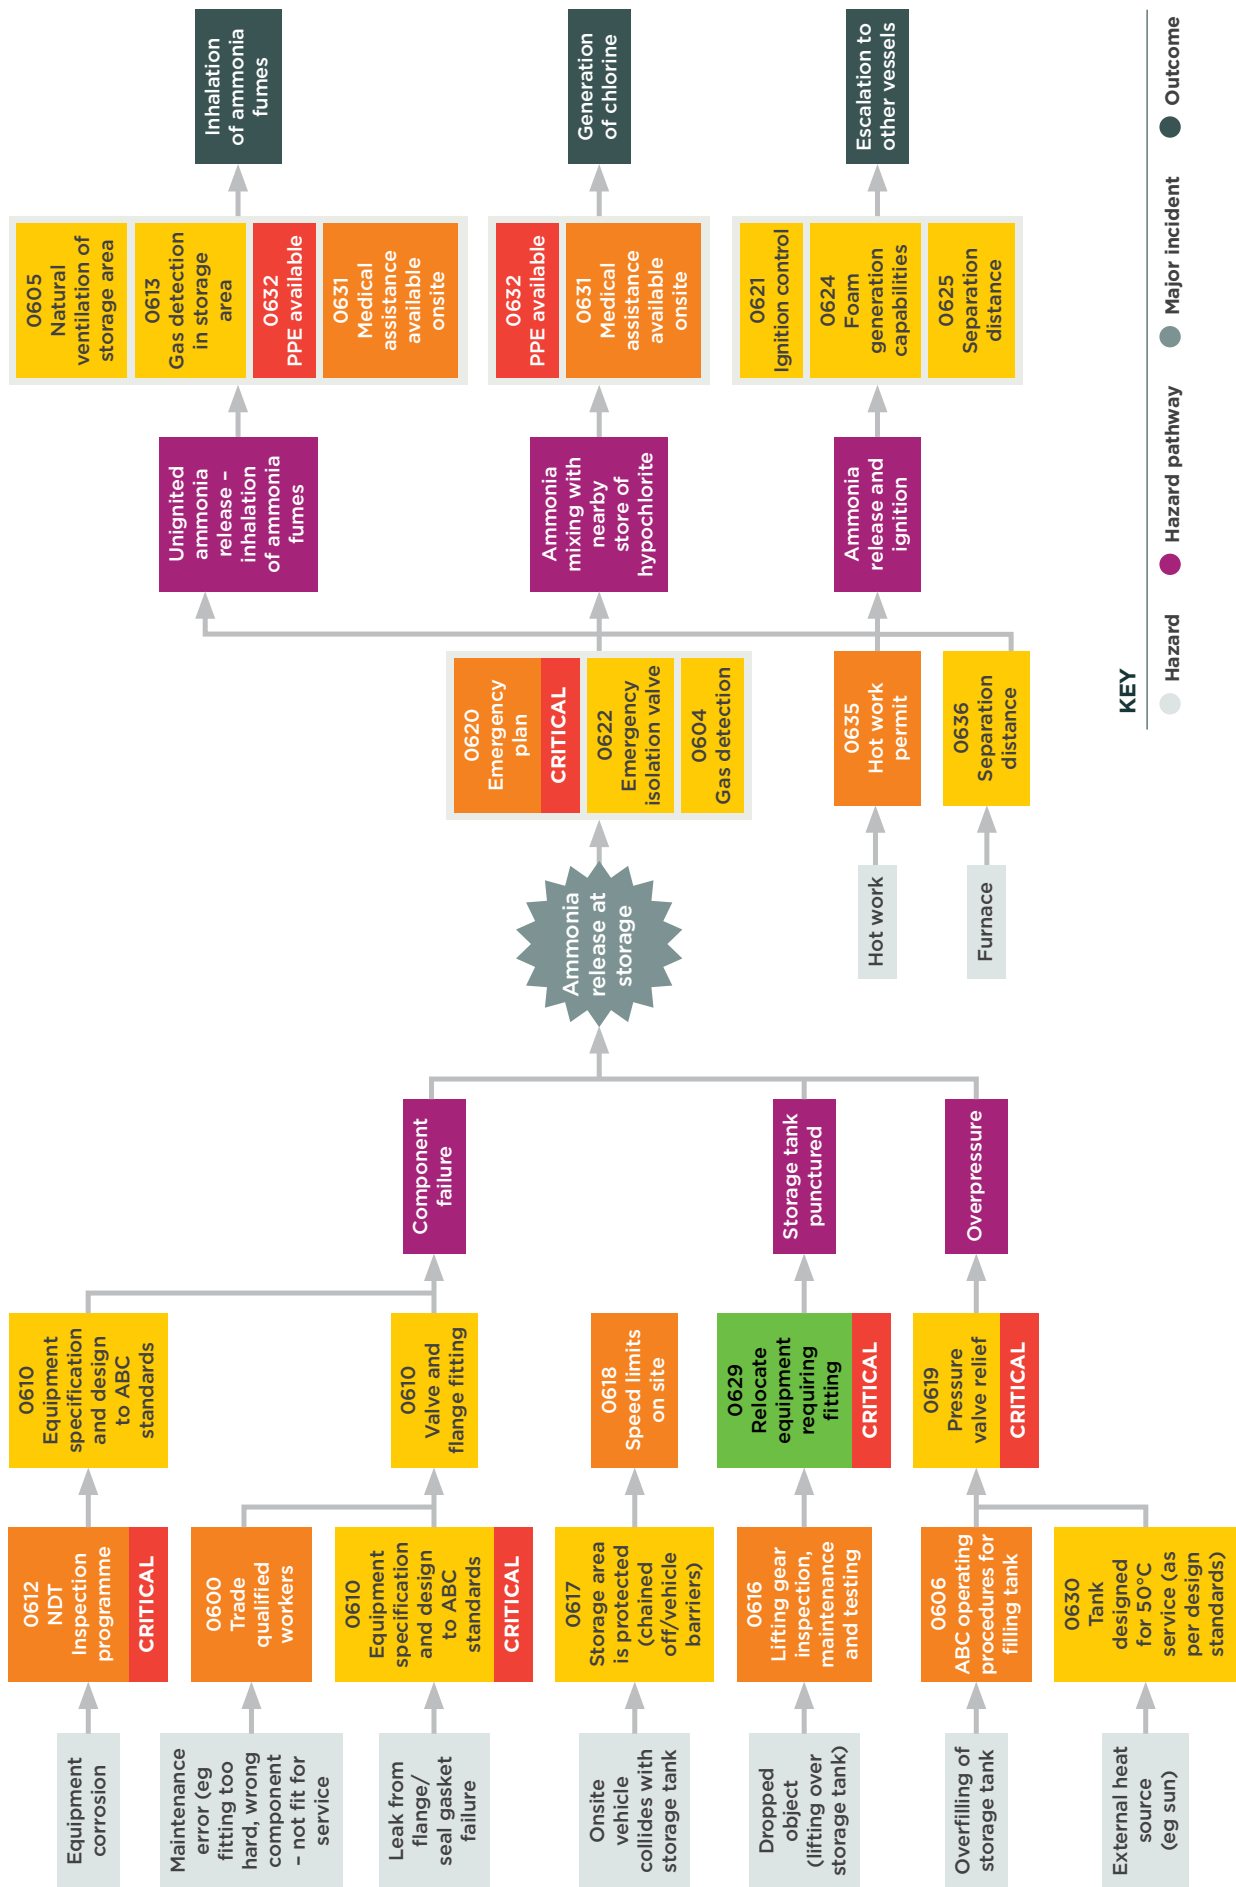 Equipment
corrosion
Maintenance
error (eg
fitting too
hard, wrong
component
– not fit for
service
Leak from
flange/
seal gasket
failure
Onsite
vehicle
collides with
storage tank
Dropped
object
(lifting over
storage tank)
Overfilling of
storage tank
External heat
source
(eg sun)
0612
NDT
Inspection
programme
CRITICAL
0600
Trade
qualified
workers
0610
Equipment
specification
and design
to ABC
standards
CRITICAL
0617
Storage area
is protected
(chained
off/vehicle
barriers)
0616
Lifting gear
inspection,
maintenance
and testing
0606
ABC operating
procedures for
filling tank
0630
Tank
designed
for 50°C
service (as
per design
standards)
0610
Equipment
specification
and design
to ABC
standards
0610
Valve and
flange fitting
0618
Speed limits
on site
0629
Relocate
equipment
requiring
fitting
CRITICAL
0619
Pressure
valve relief
CRITICAL
Component
failure
Storage tank
punctured
Overpressure
Ammonia
release at
storage
Hot work
Furnace
0620
Emergency
plan
CRITICAL
0622
Emergency
isolation valve
0604
Gas detection
0635
Hot work
permit
0636
Separation
distance
Unignited
ammonia
release –
inhalation
of ammonia
fumes
Ammonia
mixing with
nearby
store of
hypochlorite
Ammonia
release and
ignition
0605
Natural
ventilation of
storage area
0613
Gas detection
in storage
area
0632
PPE available
0631
Medical
assistance
available
onsite
0632
PPE available
0631
Medical
assistance
available
onsite
0621
Ignition control
0624
Foam
generation
capabilities
0625
Separation
distance
Inhalation
of ammonia
fumes
Generation
of chlorine
Escalation to
other vessels
KEY
Hazard
Hazard pathway
Major incident
Outcome